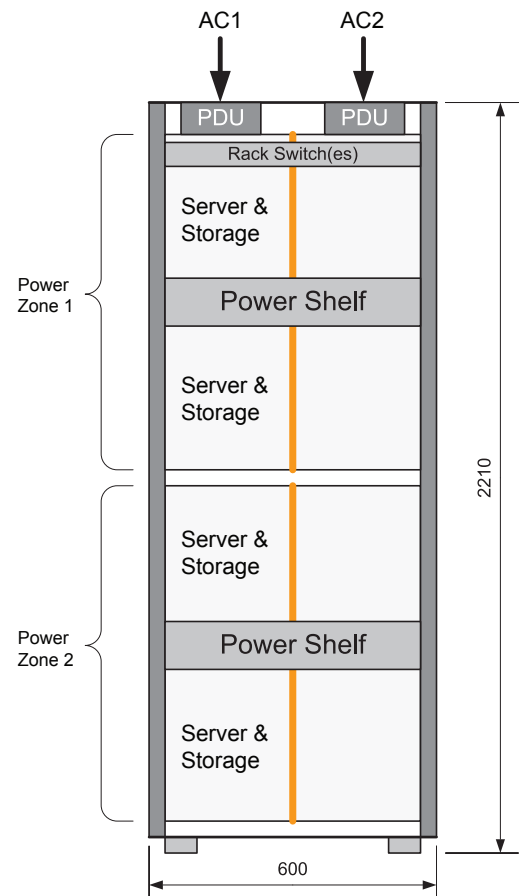 AC1
AC2
PDU
PDU
Rack Switch(es)
Server &
Storage
Power
Zone 1
Power Shelf
Server &
Storage
2210
Server &
Storage
Power
Zone 2
Power Shelf
Server &
Storage
600